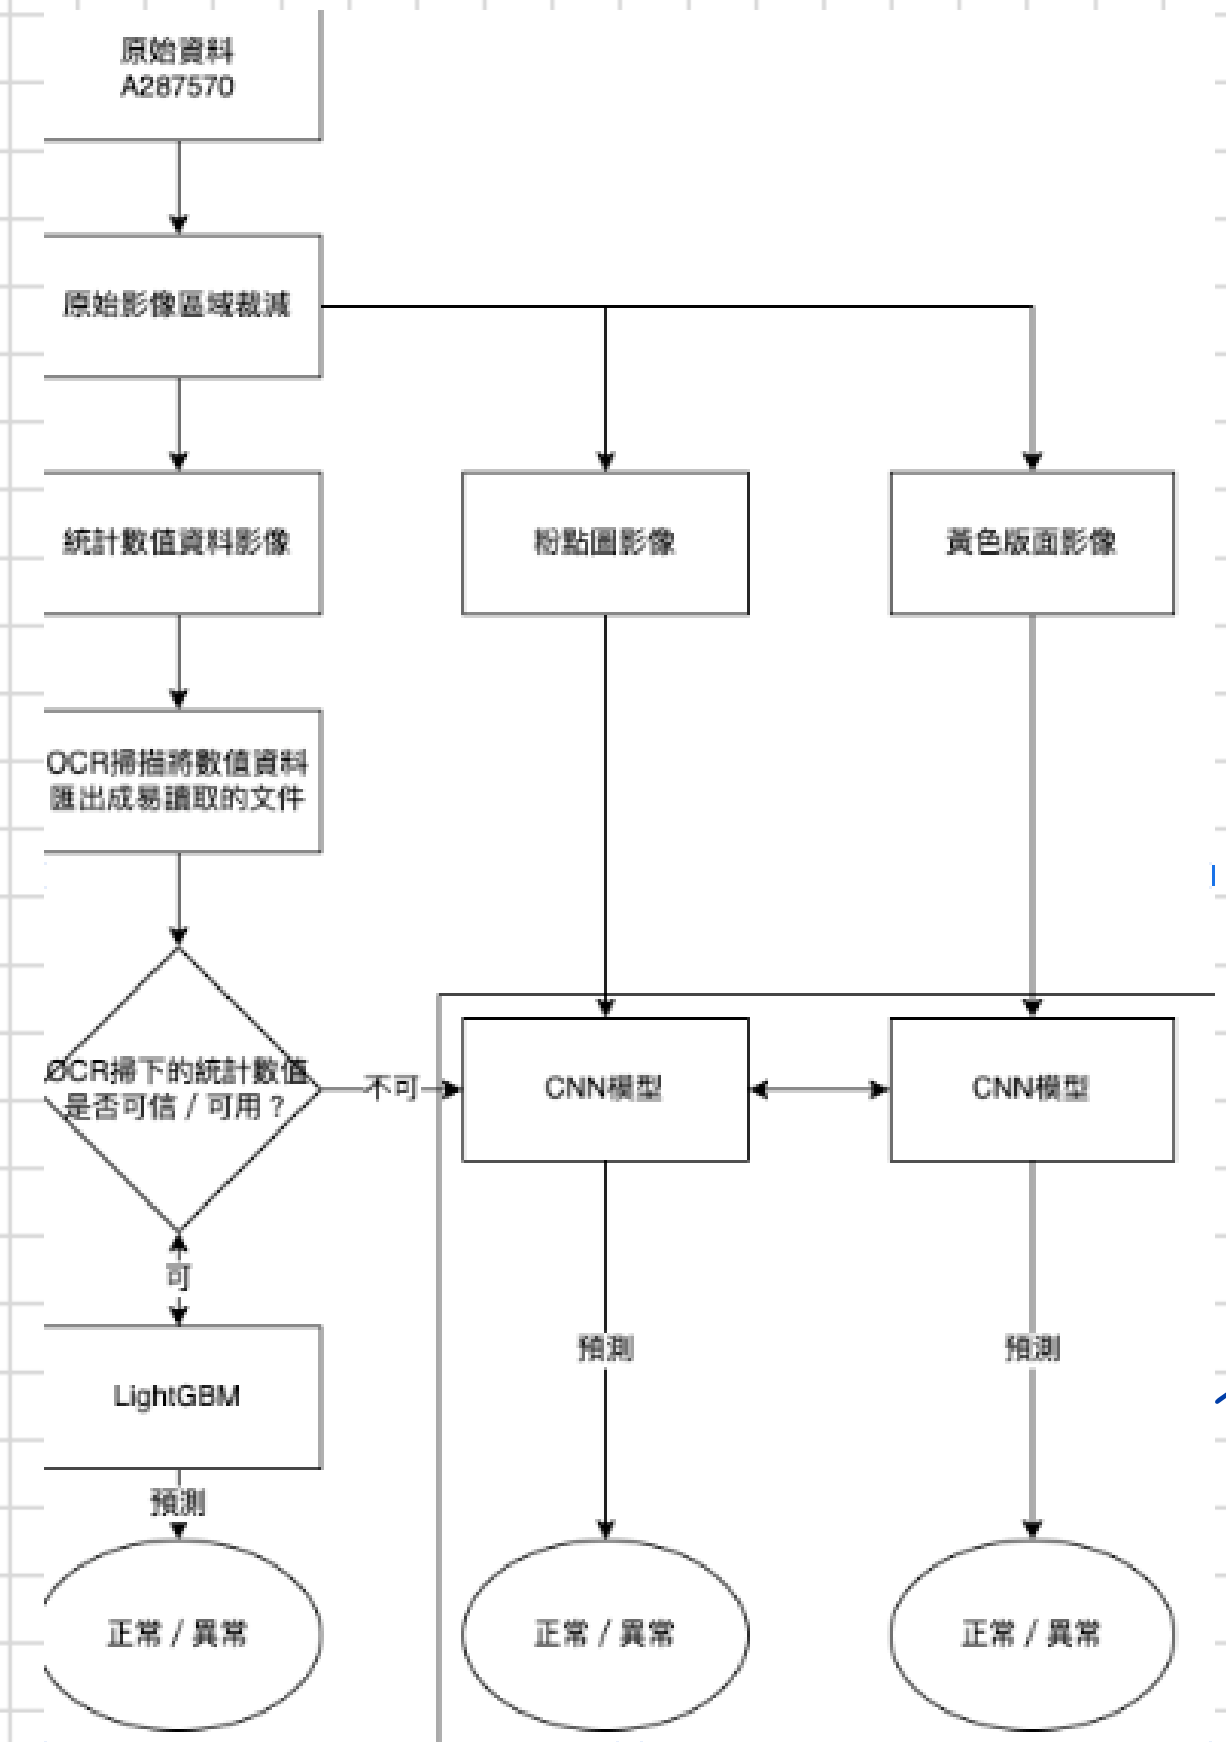 原始資料
A287570
原始影像區域裁減
統計數值資料影像
粉點圖影像
黃色版面影像
OCR掃描將數值資料
匯出成易讀取的文件
OCR掃下的統計數值
是否可信 / 可用？
不可
CNN模型
CNN模型
可
LightGBM
預測
預測
預測
正常 / 異常
正常 / 異常
正常 / 異常